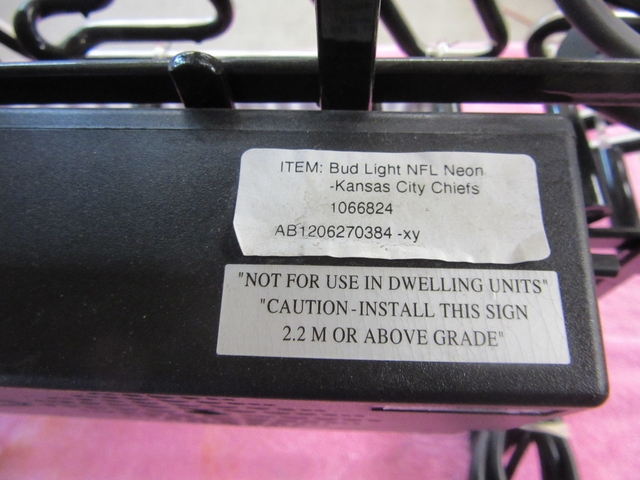 ITEM: Bud Light NFL Neon
-Kansas City Chiefs
1066824
AB1206270384 -xy
"NOT FOR USE IN DWELLING UNITS"
"CAUTION-INSTALL THIS SIGN
2.2 M OR ABOVE GRADE"